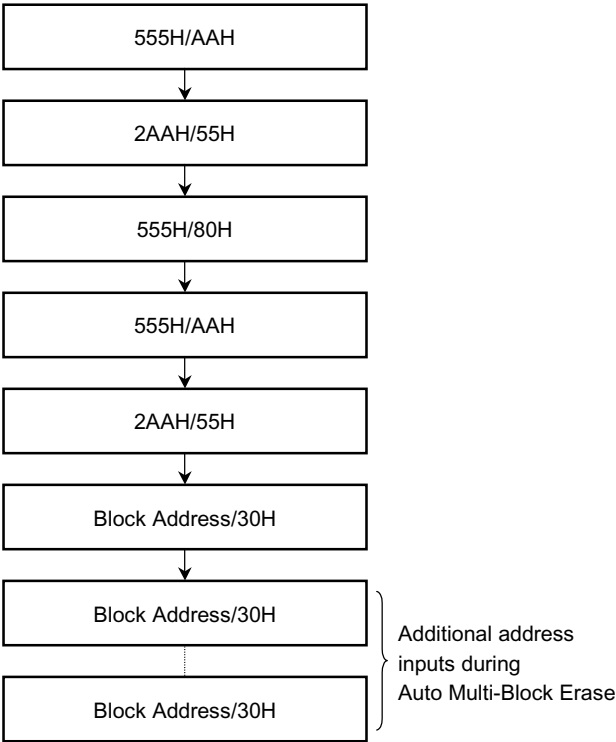 555H/AAH
2AAH/55H
555H/80H
555H/AAH
2AAH/55H
Block Address/30H
Block Address/30H
Block Address/30H
Additional address
inputs during
Auto Multi-Block Erase